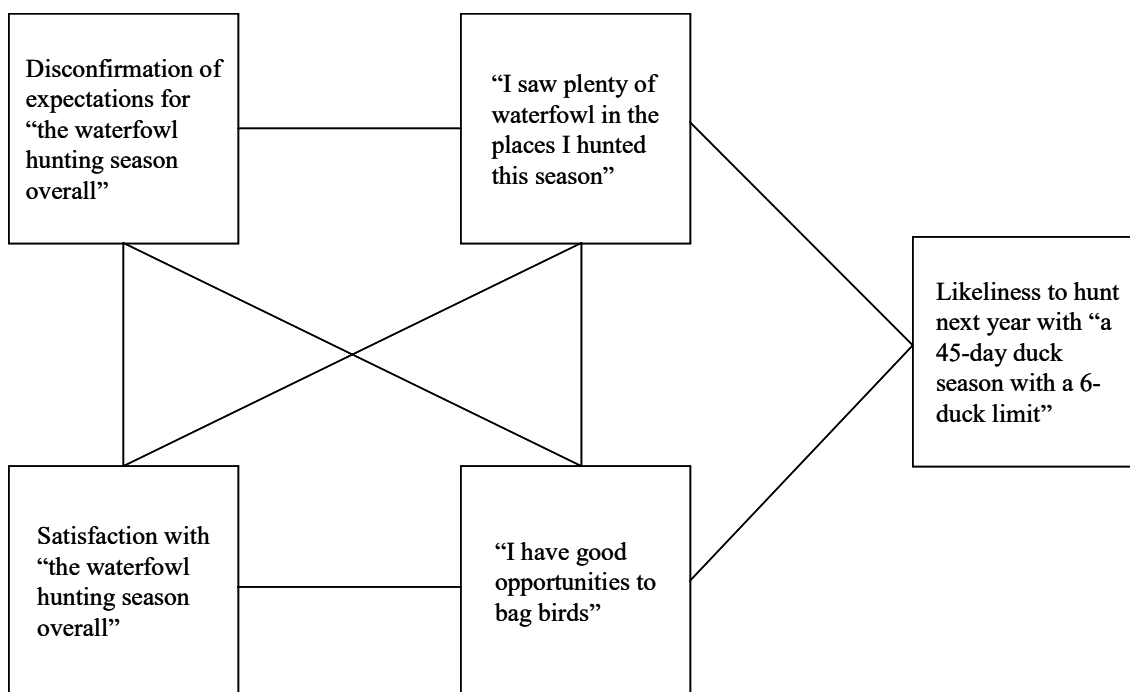 Disconfirmation of
expectations for
“the waterfowl
hunting season
overall”
“I saw plenty of
waterfowl in the
places I hunted
this season”
Likeliness to hunt
next year with “a
45-day duck
season with a 6-
duck limit”
Satisfaction with
“the waterfowl
hunting season
overall”
“I have good
opportunities to
bag birds”